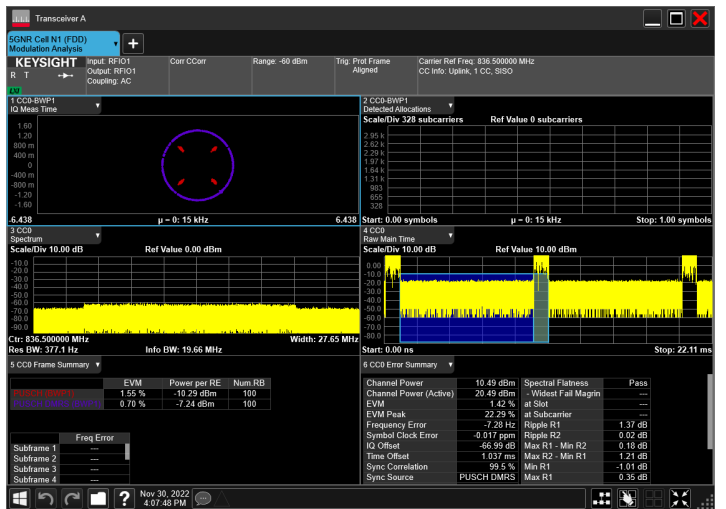 Transceiver A
5GNR Cell N1 (FDD)
Modulation Analysis
KEYSIGHT
R T
LXI
Input: RFIO1
Output: RFIO1
Coupling: AC
Corr CCorr
Range: -60 dBm
Trig: Prot Frame
Aligned
Carrier Ref Freq: 836.500000 MHz
CC Info: Uplink, 1 CC, SISO
1 CC0-BWP1
IQ Meas Time
1.60
1.20
800 m
400 m
0
-400 m
-800 m
-1.20
-1.60
-6.438
μ = 0: 15 kHz
6.438
2 CC0-BWP1
Detected Allocations
Scale/Div 328 subcarriers
Ref Value 0 subcarriers
2.95 k
2.62 k
2.29 k
1.97 k
1.64 k
1.31 k
983
655
328
Start: 0.00 symbols
μ = 0: 15 kHz
Stop: 1.00 symbols
3 CC0
Spectrum
Scale/Div 10.00 dB
Ref Value 0.00 dBm
-10.0
-20.0
-30.0
-40.0
-50.0
-60.0
-70.0
-80.0
-90.0
Ctr: 836.500000 MHz
Width: 27.65 MHz
Res BW: 377.1 Hz
Info BW: 19.66 MHz
4 CC0
Raw Main Time
Scale/Div 10.00 dB
Ref Value 10.00 dBm
0.00
-10.0
-20.0
-30.0
-40.0
-50.0
-60.0
-70.0
-80.0
Start: 0.00 ns
Stop: 22.11 ms
5 CC0 Frame Summary
EVM Power per RE Num.RB
PUSCH (BWP1) 1.55 % -10.29 dBm 100
PUSCH DMRS (BWP1) 0.70 % -7.24 dBm 100
Freq Error
Subframe 1 ---
Subframe 2 ---
Subframe 3 ---
Subframe 4 ---
6 CC0 Error Summary
Channel Power 10.49 dBm Spectral Flatness Pass
Channel Power (Active) 20.49 dBm - Widest Fail Magrin ---
EVM 1.42 % at Slot ---
EVM Peak 22.29 % at Subcarrier ---
Frequency Error -7.28 Hz Ripple R1 1.37 dB
Symbol Clock Error -0.017 ppm Ripple R2 0.02 dB
IQ Offset -66.99 dB Max R1 - Min R2 0.18 dB
Time Offset 1.037 ms Max R2 - Min R1 1.21 dB
Sync Correlation 99.5 % Min R1 -1.01 dB
Sync Source PUSCH DMRS Max R1 0.35 dB
?
Nov 30, 2022
4:07:48 PM